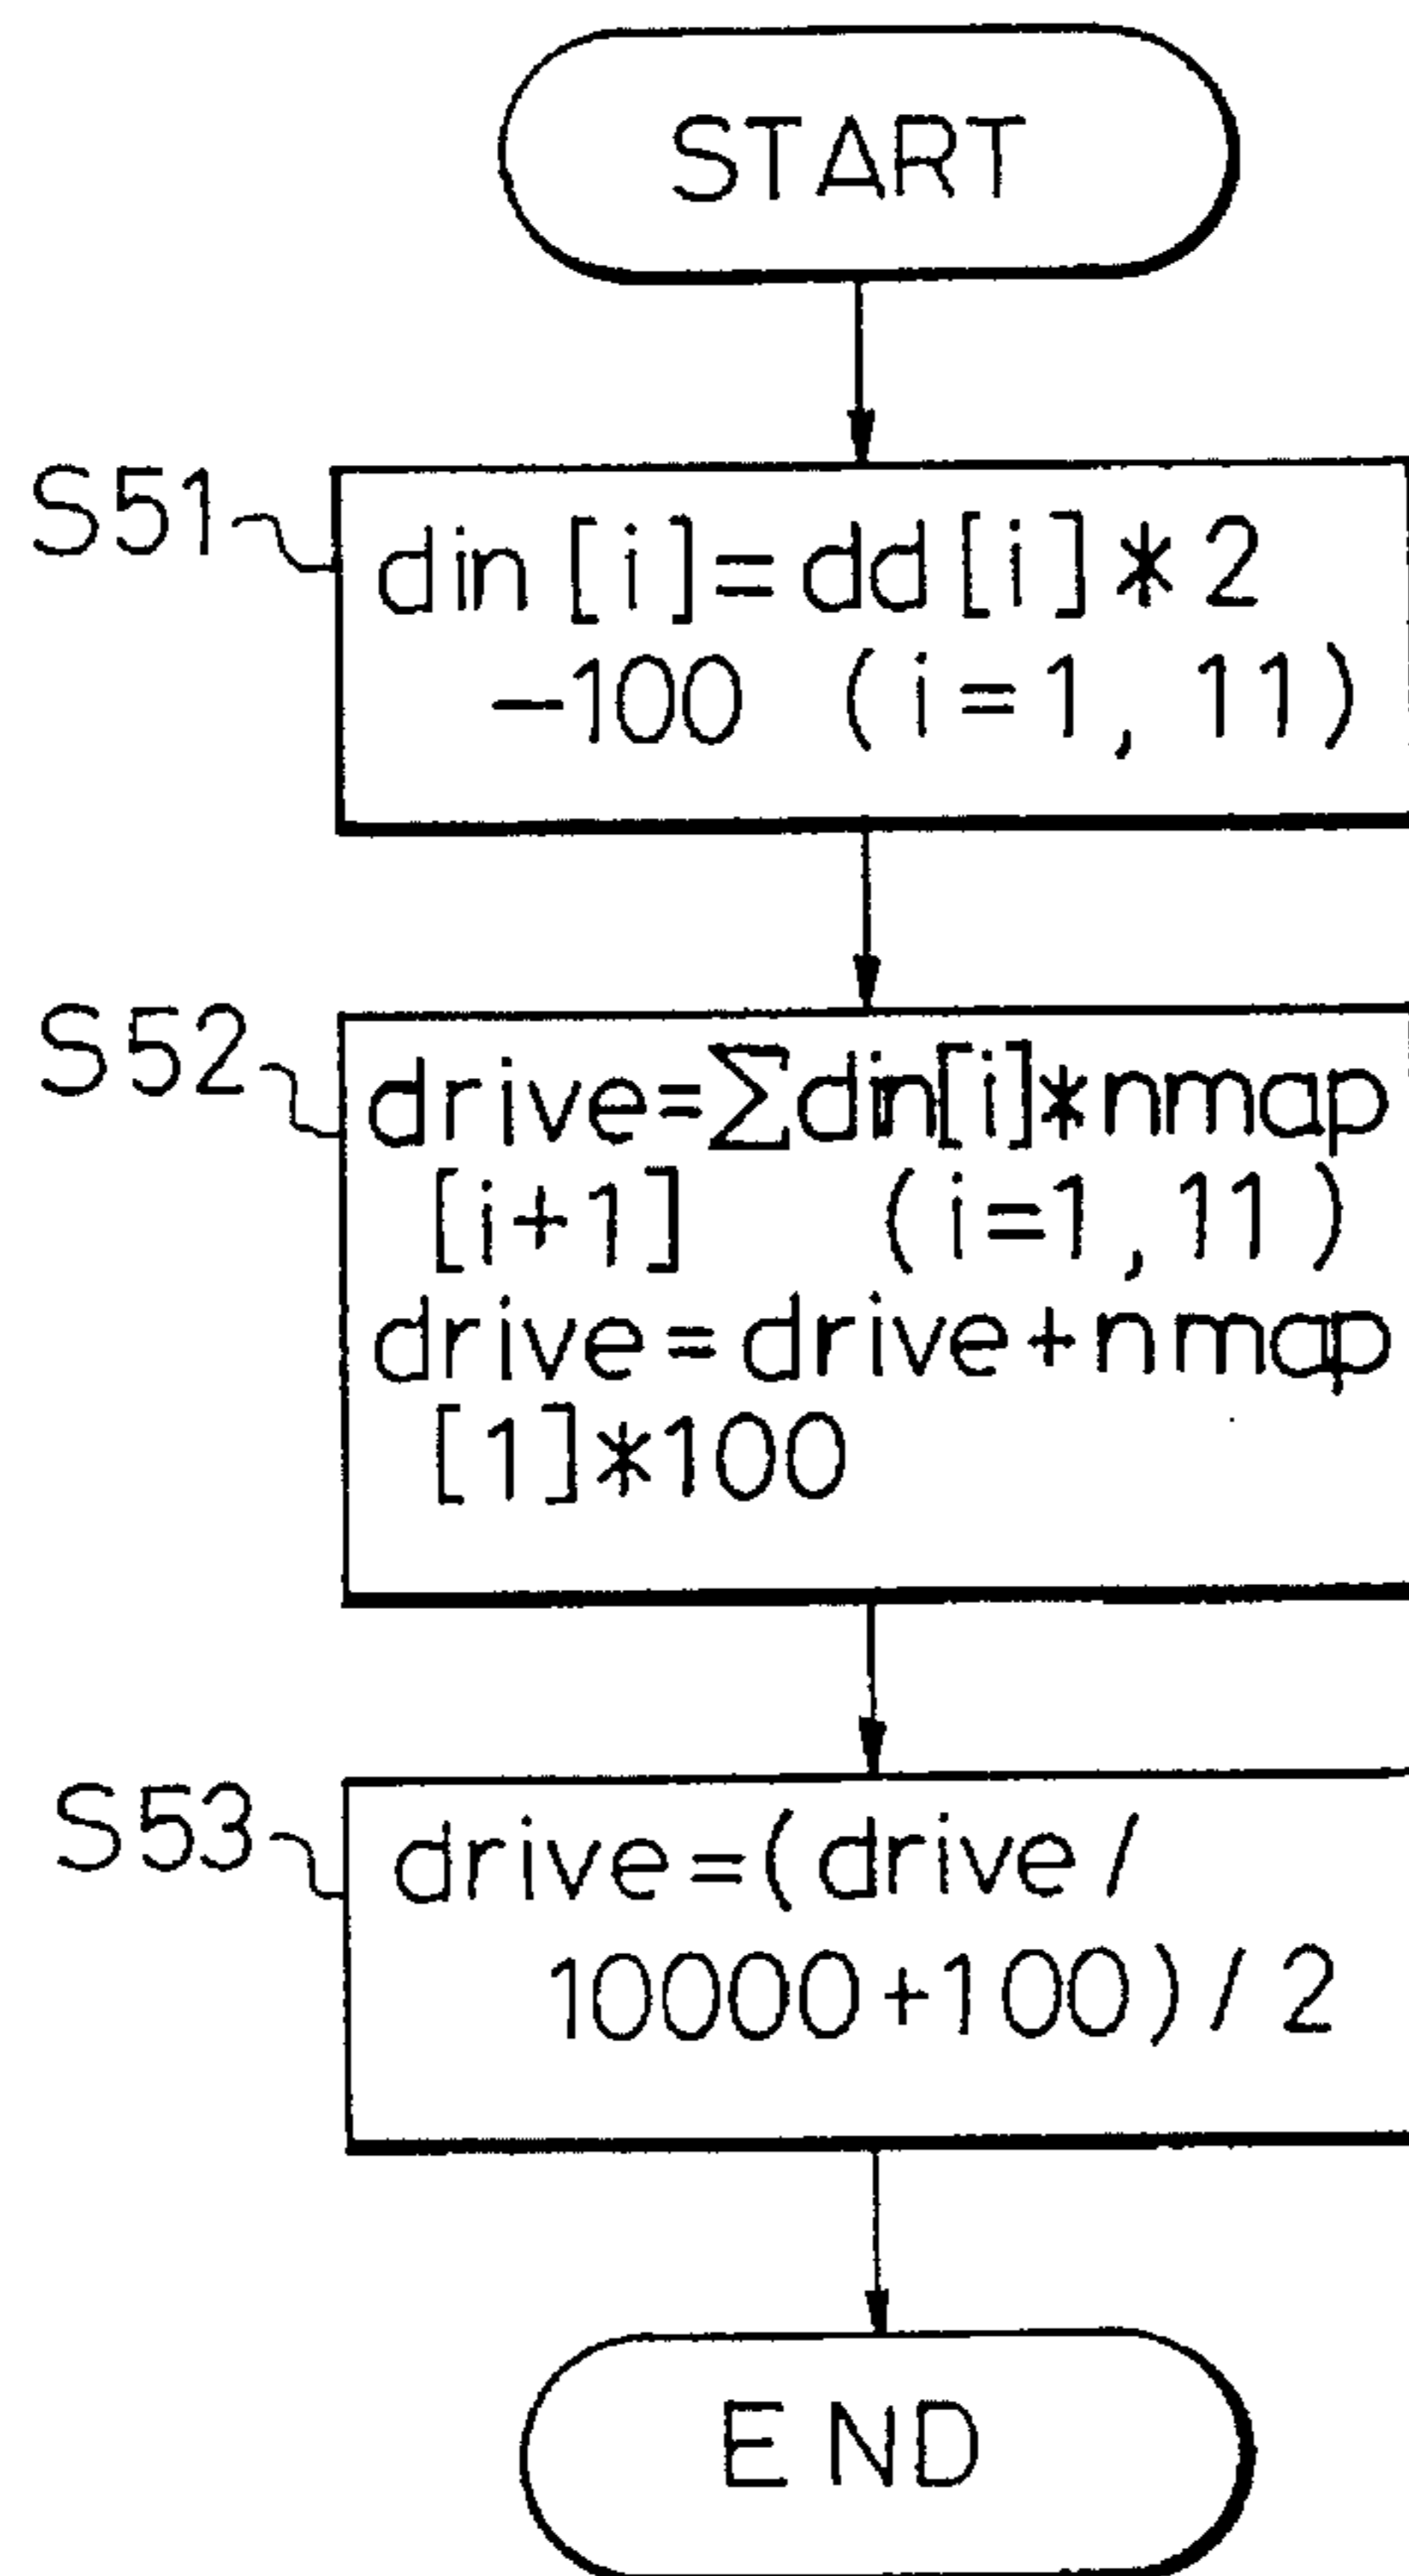 START
S51
din [i]=dd[i]*2
-100 (i=1, 11)
S52
drive=∑din[i]*nmap
[i+1] (i=1,11)
drive=drive+nmap
[1]*100
S53
drive=(drive/
10000+100)/2
END